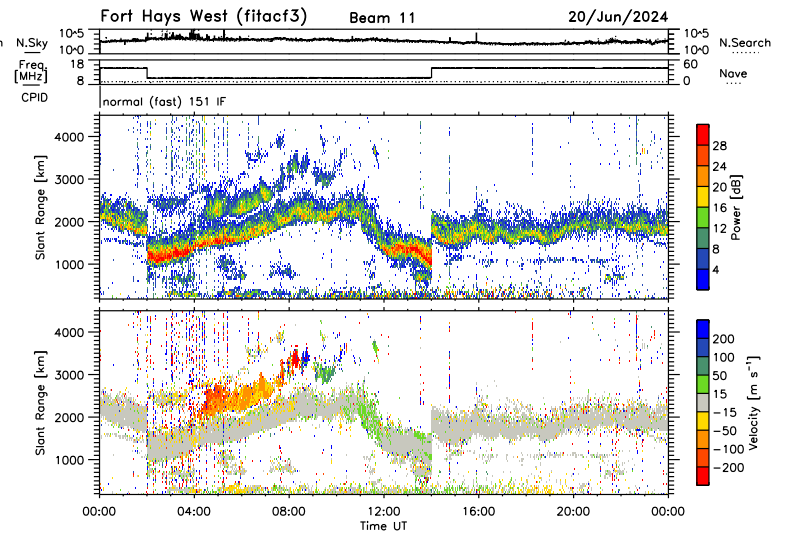 Fort Hays West (fitacf3) Beam 11 20/Jun/2024
N.Sky 10^5 10^0 10^5 10^0 N.Search
Freq. [MHz] 18 8 60 0 Nave
CPID normal (fast) 151 IF
Slant Range [km] 4000 3000 2000 1000
28 24 20 16 12 8 4 Power [dB]
Slant Range [km] 4000 3000 2000 1000
200 100 50 15 -15 -50 -100 -200 Velocity [m s⁻¹]
00:00 04:00 08:00 12:00 16:00 20:00 00:00
Time UT